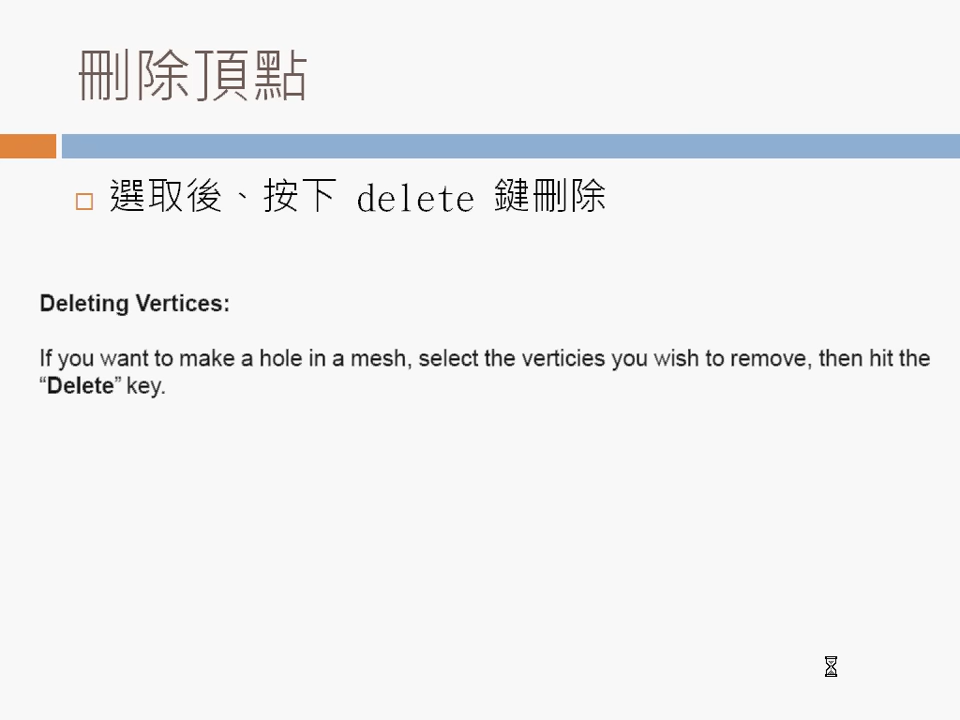 刪除頂點
選取後、按下 delete 鍵刪除
Deleting Vertices:
If you want to make a hole in a mesh, select the verticies you wish to remove, then hit the
“Delete” key.